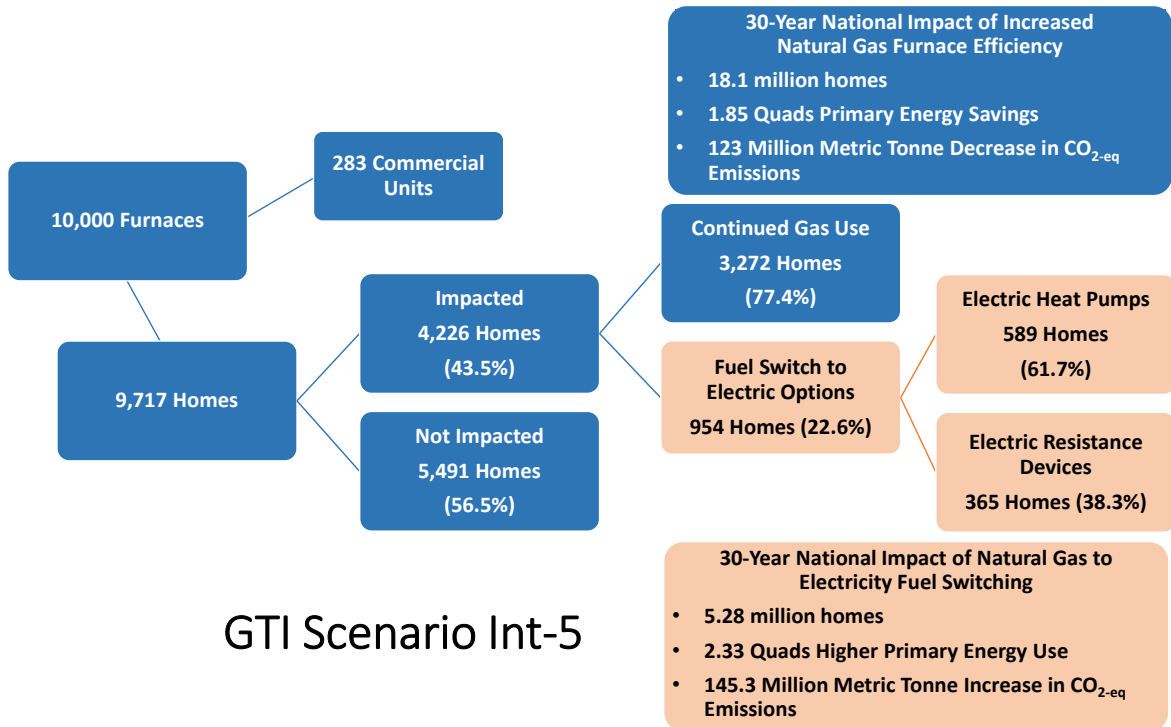 30-Year National Impact of Increased
Natural Gas Furnace Efficiency
• 18.1 million homes
• 1.85 Quads Primary Energy Savings
• 123 Million Metric Tonne Decrease in CO2-eq
Emissions
10,000 Furnaces
283 Commercial
Units
9,717 Homes
Impacted
4,226 Homes
(43.5%)
Not Impacted
5,491 Homes
(56.5%)
Continued Gas Use
3,272 Homes
(77.4%)
Fuel Switch to
Electric Options
954 Homes (22.6%)
Electric Heat Pumps
589 Homes
(61.7%)
Electric Resistance
Devices
365 Homes (38.3%)
30-Year National Impact of Natural Gas to
Electricity Fuel Switching
• 5.28 million homes
• 2.33 Quads Higher Primary Energy Use
• 145.3 Million Metric Tonne Increase in CO2-eq
Emissions
GTI Scenario Int-5